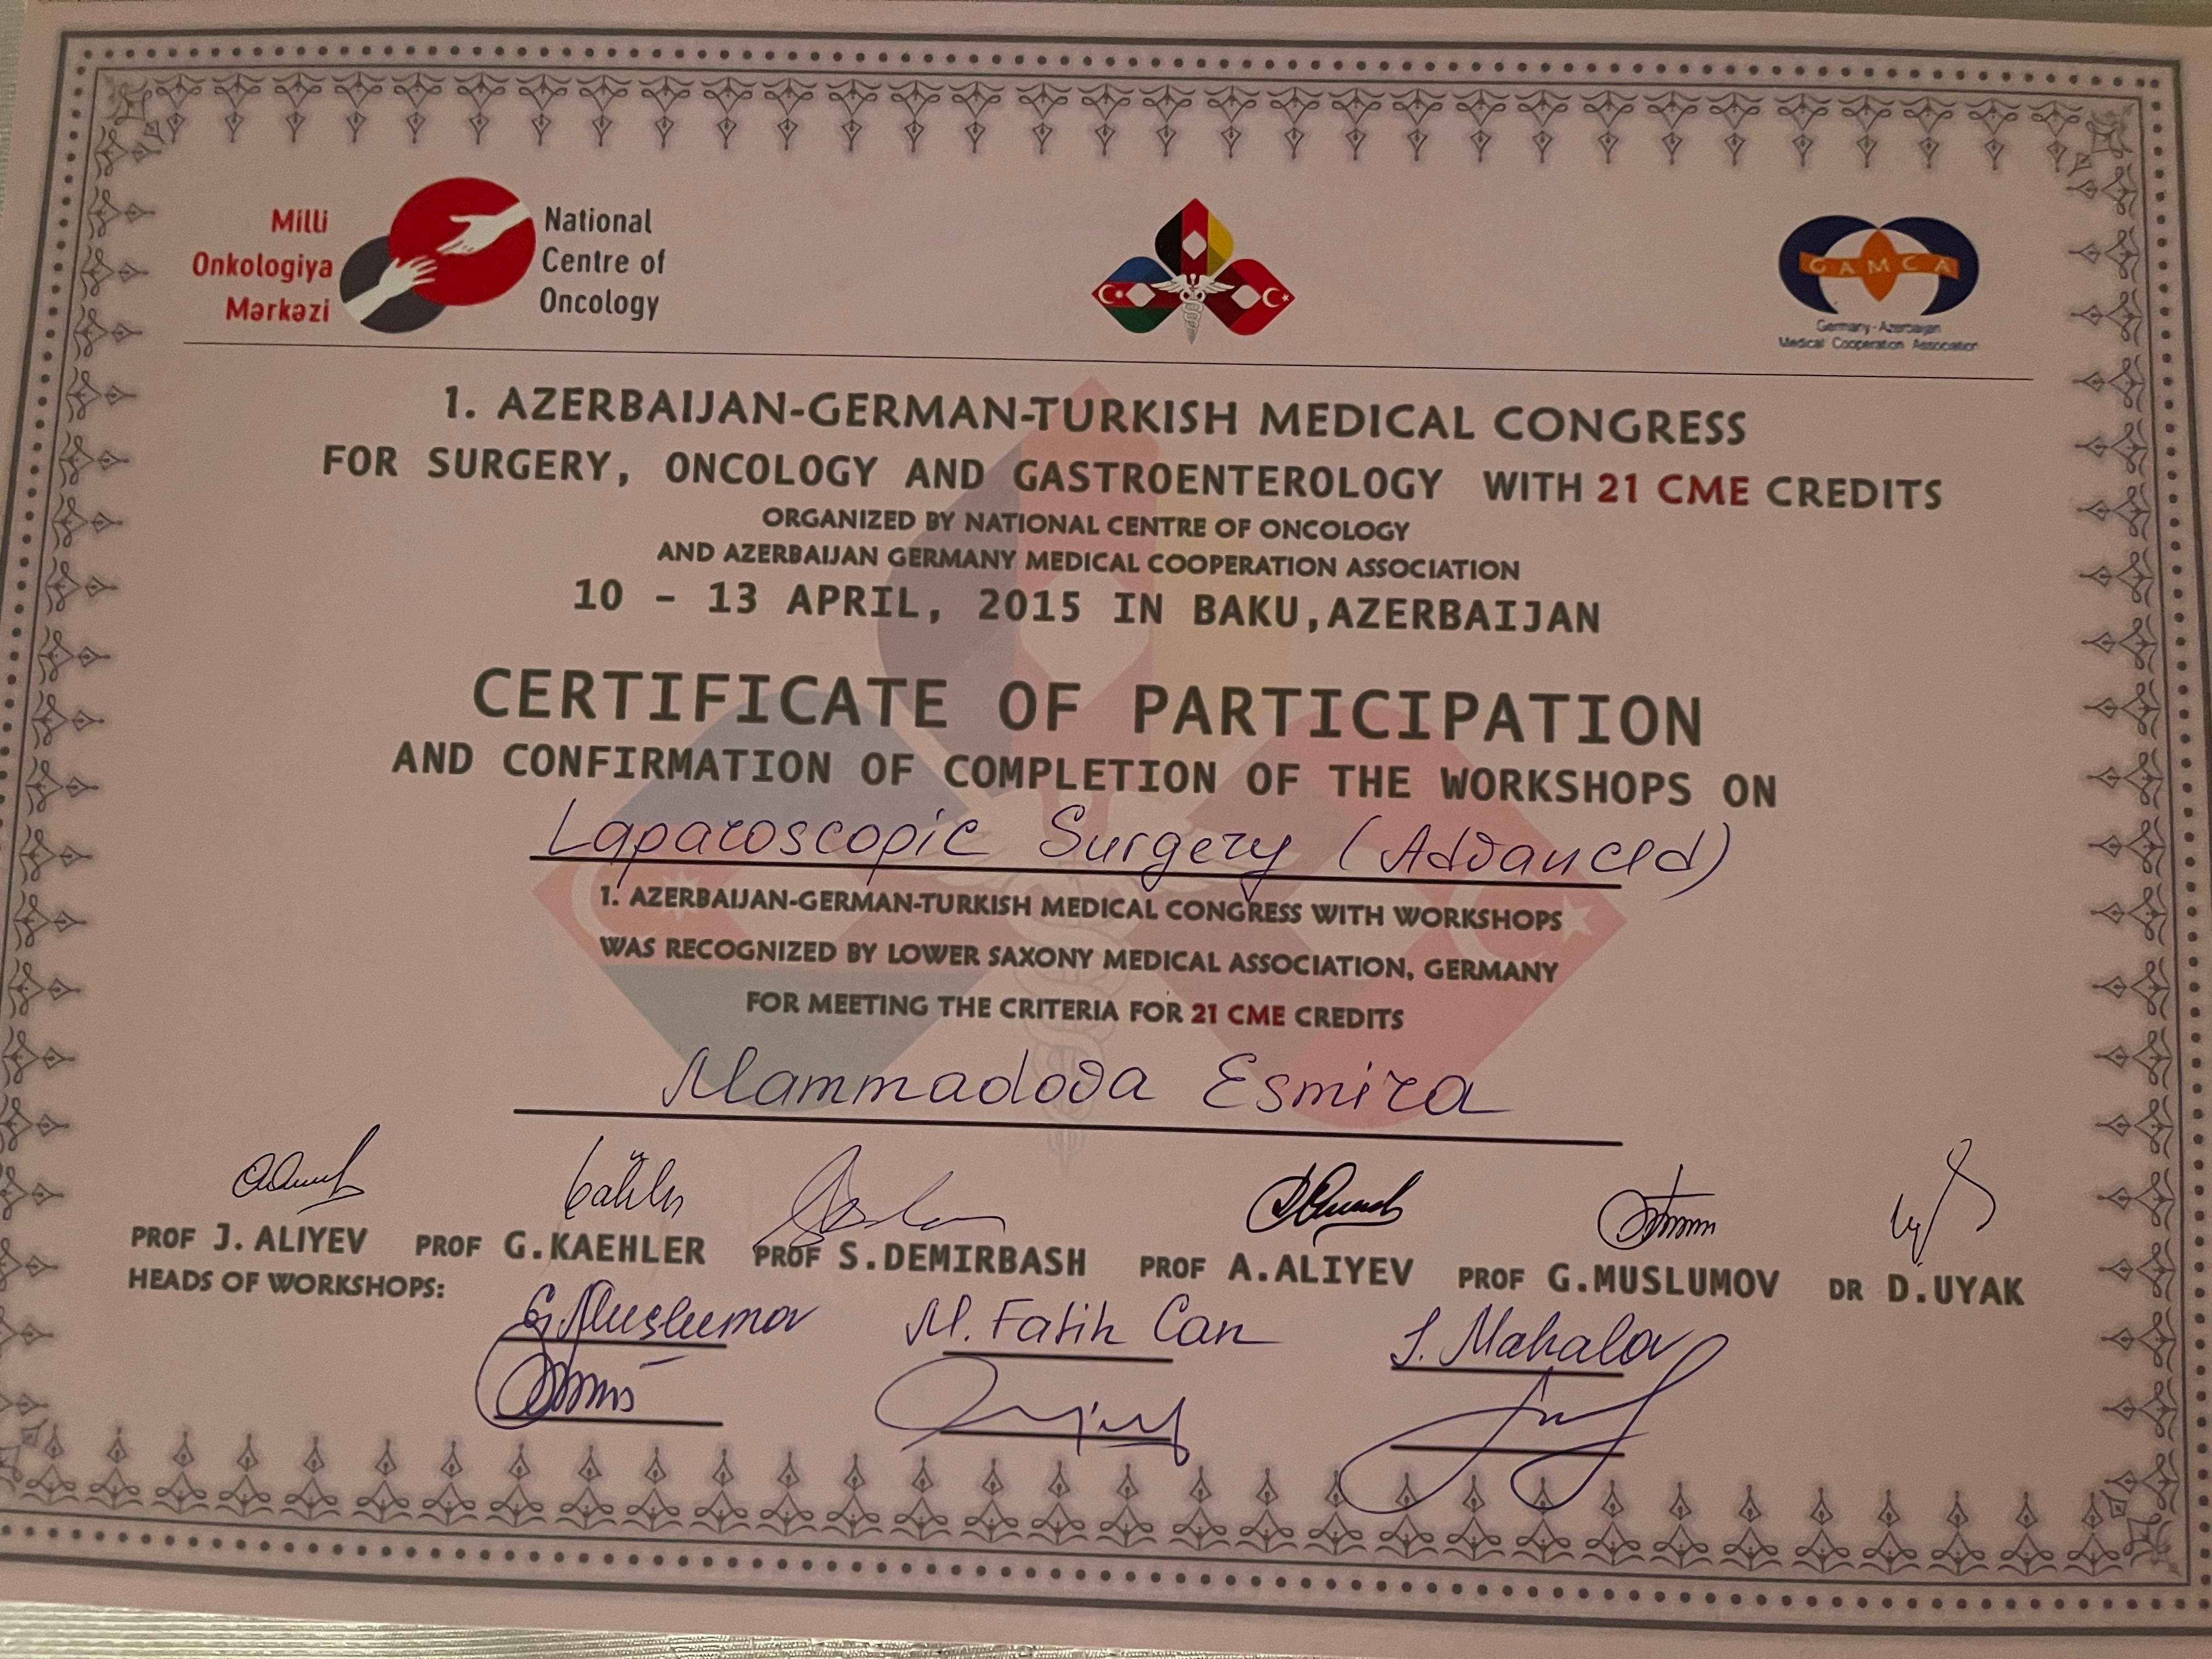 Milli
Onkologiya
Mərkəzi
National
Centre of
Oncology
GAMCA
Germany-Azerbaijan
Medical Cooperation Association
1. AZERBAIJAN-GERMAN-TURKISH MEDICAL CONGRESS
FOR SURGERY, ONCOLOGY AND GASTROENTEROLOGY WITH 21 CME CREDITS
ORGANIZED BY NATIONAL CENTRE OF ONCOLOGY
AND AZERBAIJAN GERMANY MEDICAL COOPERATION ASSOCIATION
10 - 13 APRIL, 2015 IN BAKU,AZERBAIJAN
CERTIFICATE OF PARTICIPATION
AND CONFIRMATION OF COMPLETION OF THE WORKSHOPS ON
Laparoscopic Surgery (Advanced)
1. AZERBAIJAN-GERMAN-TURKISH MEDICAL CONGRESS WITH WORKSHOPS
WAS RECOGNIZED BY LOWER SAXONY MEDICAL ASSOCIATION, GERMANY
FOR MEETING THE CRITERIA FOR 21 CME CREDITS
Mammadova Esmira
PROF J. ALIYEV PROF G.KAEHLER PROF S.DEMIRBASH PROF A.ALIYEV PROF G.MUSLUMOV DR D.UYAK
HEADS OF WORKSHOPS:
G. Muslumov M. Fatih Can J. Mahalov